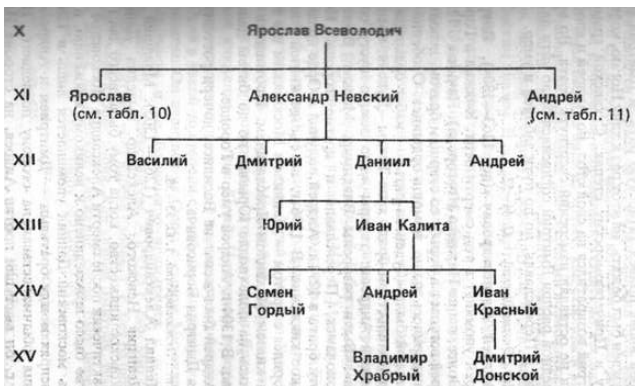 X Ярослав Всеволодич
XI Ярослав Александр Невский Андрей
(см. табл. 10) (см. табл. 11)
XII Василий Дмитрий Даниил Андрей
XIII Юрий Иван Калита
XIV Семен Андрей Иван
Гордый Красный
XV Владимир Дмитрий
Храбрый Донской